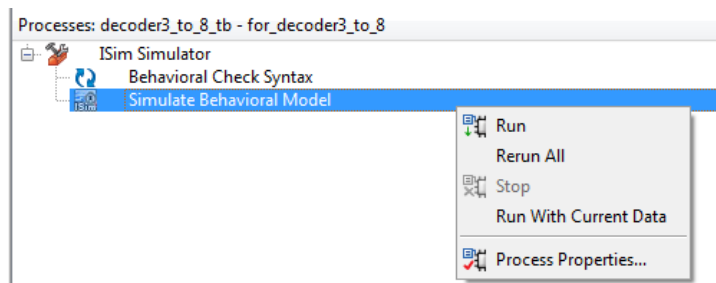 Processes: decoder3_to_8_tb - for_decoder3_to_8
ISim Simulator
Behavioral Check Syntax
Simulate Behavioral Model
ISim
Run
Rerun All
Stop
Run With Current Data
Process Properties...